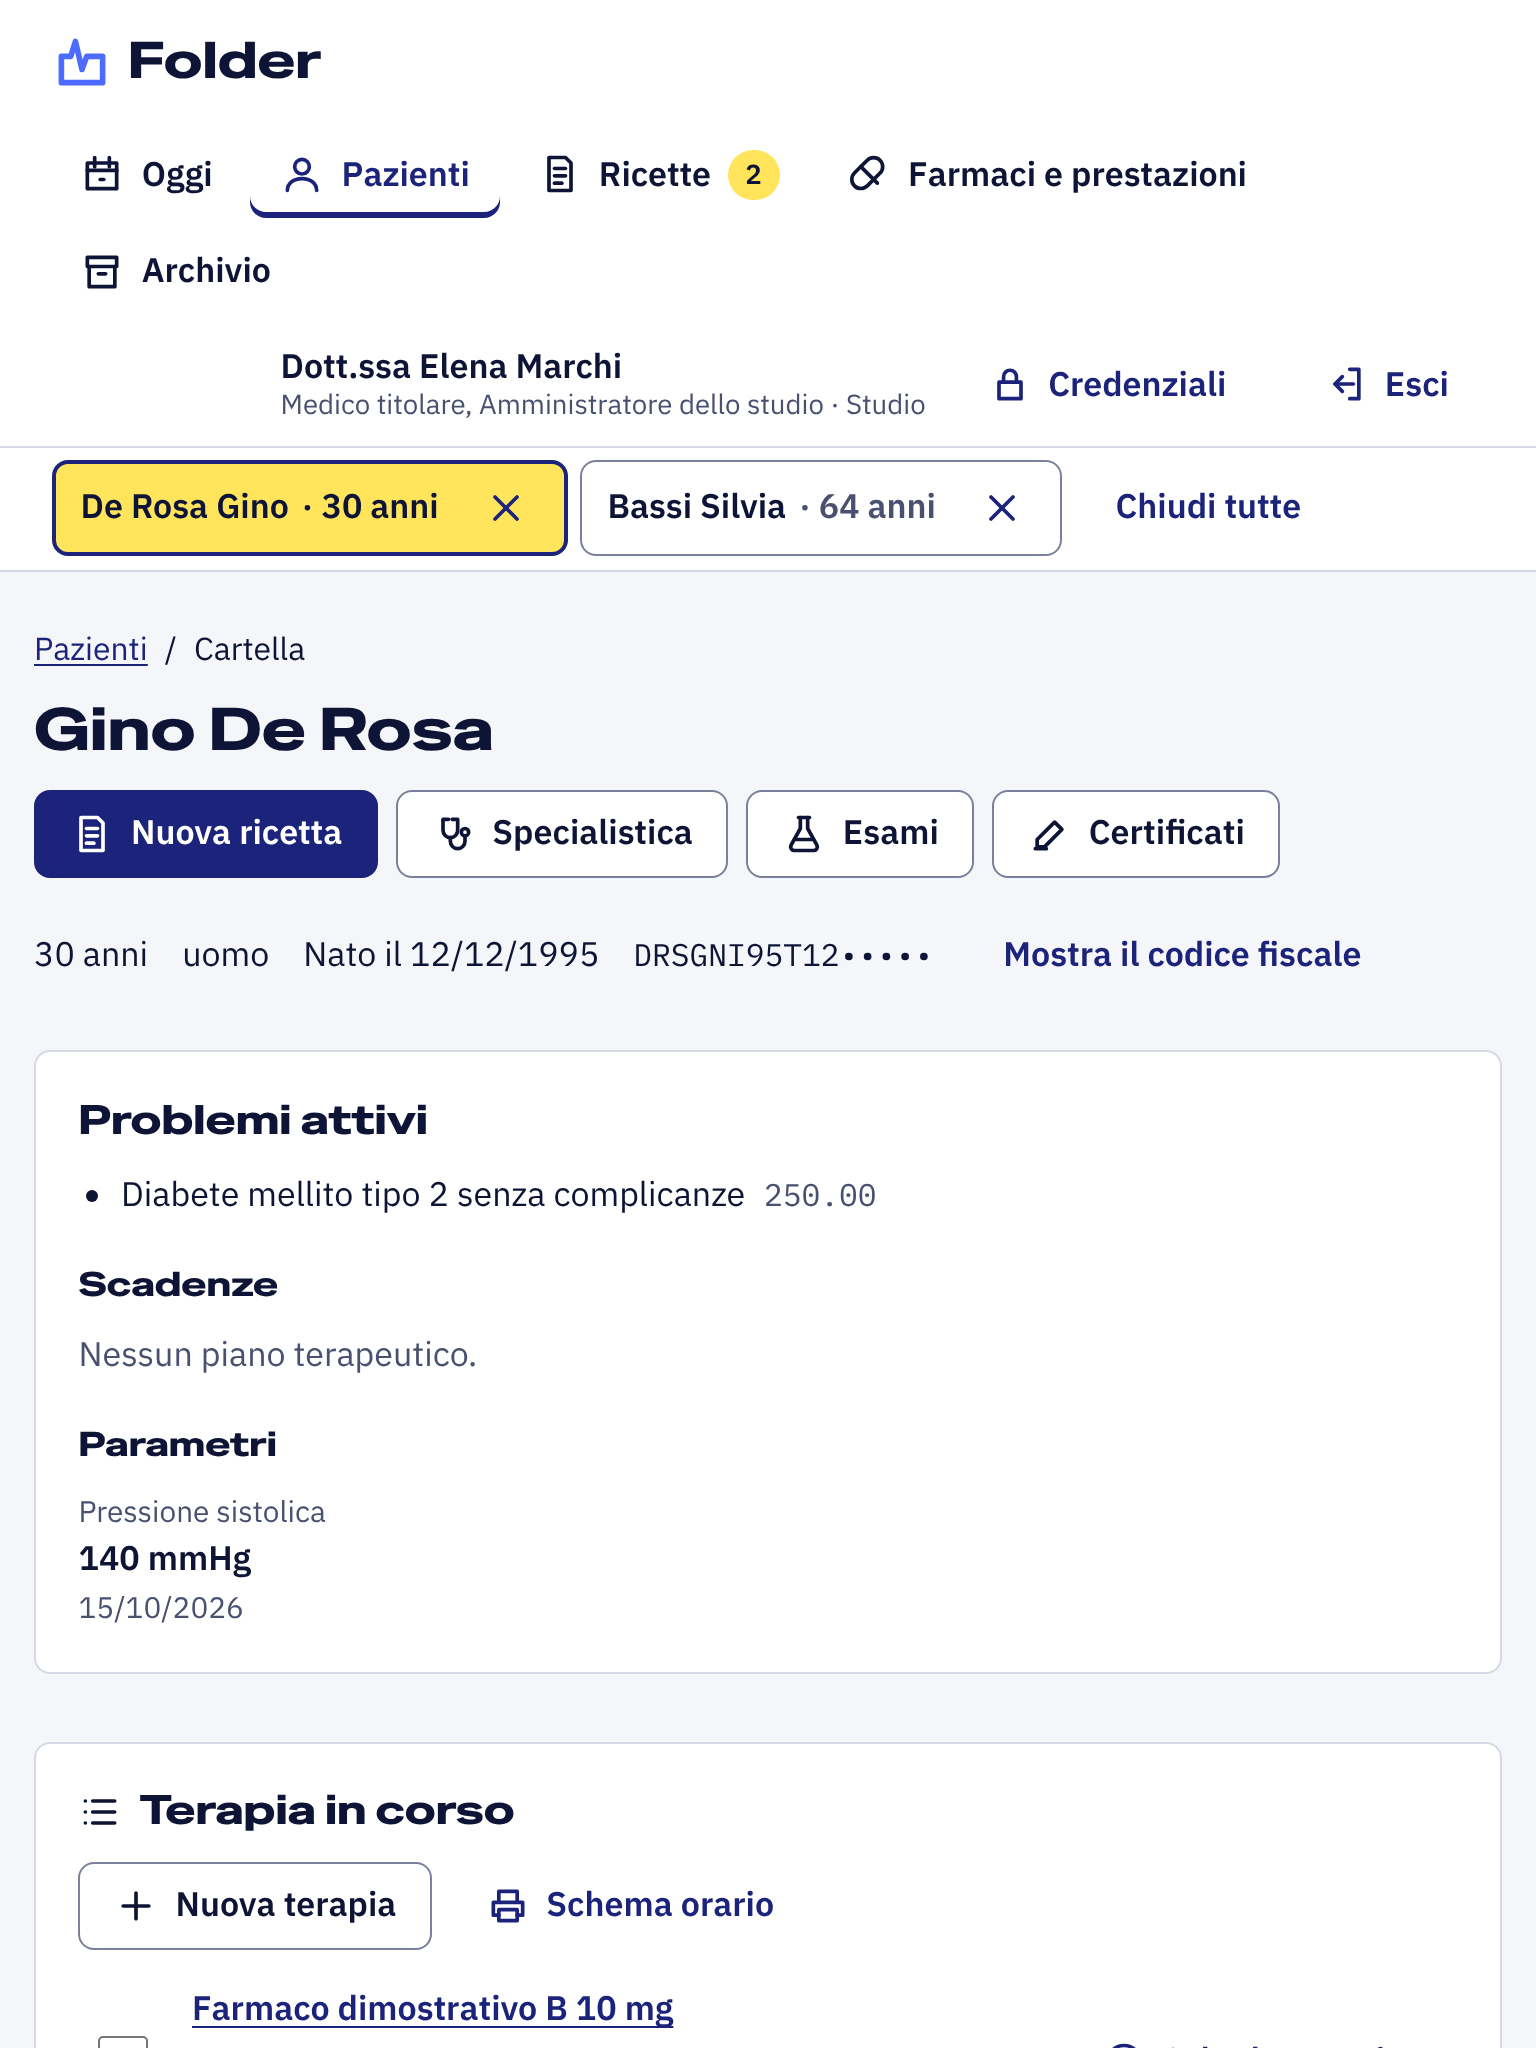 Folder
Oggi Pazienti Ricette 2 Farmaci e prestazioni
Archivio
Dott.ssa Elena Marchi
Medico titolare, Amministratore dello studio · Studio
Credenziali Esci
De Rosa Gino · 30 anni Bassi Silvia · 64 anni Chiudi tutte
Pazienti / Cartella
Gino De Rosa
Nuova ricetta Specialistica Esami Certificati
30 anni uomo Nato il 12/12/1995 DRSGNI95T12••••• Mostra il codice fiscale
Problemi attivi
• Diabete mellito tipo 2 senza complicanze 250.00
Scadenze
Nessun piano terapeutico.
Parametri
Pressione sistolica
140 mmHg
15/10/2026
Terapia in corso
Nuova terapia Schema orario
Farmaco dimostrativo B 10 mg